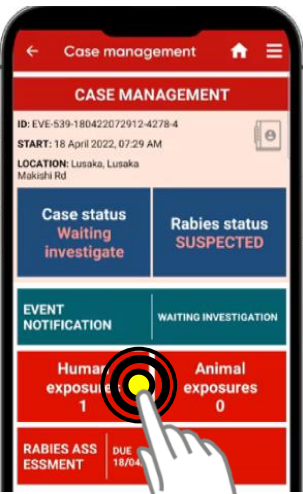 Case management
CASE MANAGEMENT
ID: EVE-539-180422072912-4278-4
START: 18 April 2022, 07:29 AM
LOCATION: Lusaka, Lusaka
Makishi Rd
Case status
Waiting
investigate
Rabies status
SUSPECTED
EVENT
NOTIFICATION
WAITING INVESTIGATION
Human
exposures
1
Animal
exposures
0
RABIES ASS
ESSMENT
DUE
18/04